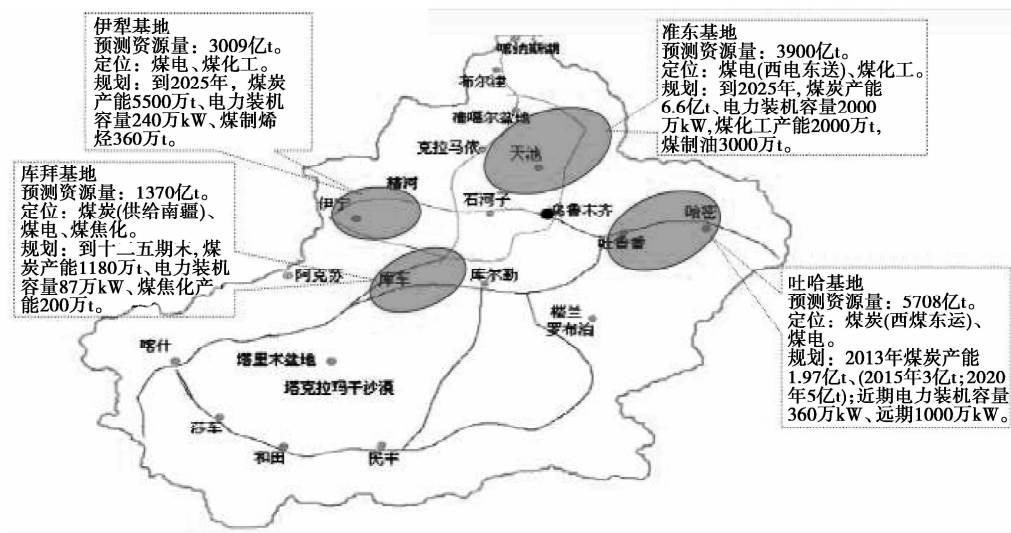 伊犁基地
预测资源量：3009亿t。
定位：煤电、煤化工。
规划：到2025年，煤炭
产能5500万t、电力装机
容量240万kW、煤制烯
烃360万t。
准东基地
预测资源量：3900亿t。
定位：煤电(西电东送)、煤化工。
规划：到2025年,煤炭产能
6.6亿t、电力装机容量2000
万kW,煤化工产能2000万t,
煤制油3000万t。
库拜基地
预测资源量：1370亿t。
定位：煤炭(供给南疆)、
煤电、煤焦化。
规划：到十二五期末,煤
炭产能1180万t、电力装机
容量87万kW、煤焦化产
能200万t。
吐哈基地
预测资源量：5708亿t。
定位：煤炭(西煤东运)、
煤电。
规划：2013年煤炭产能
1.97亿t、(2015年3亿t;2020
年5亿t);近期电力装机容量
360万kW、远期1000万kW。
喀纳斯湖
布尔津
准噶尔盆地
克拉马依
天池
精河
伊宁
石河子
乌鲁木齐
哈密
吐鲁番
阿克苏
库车
库尔勒
楼兰
罗布泊
喀什
塔里木盆地
塔克拉玛干沙漠
莎车
和田
民丰